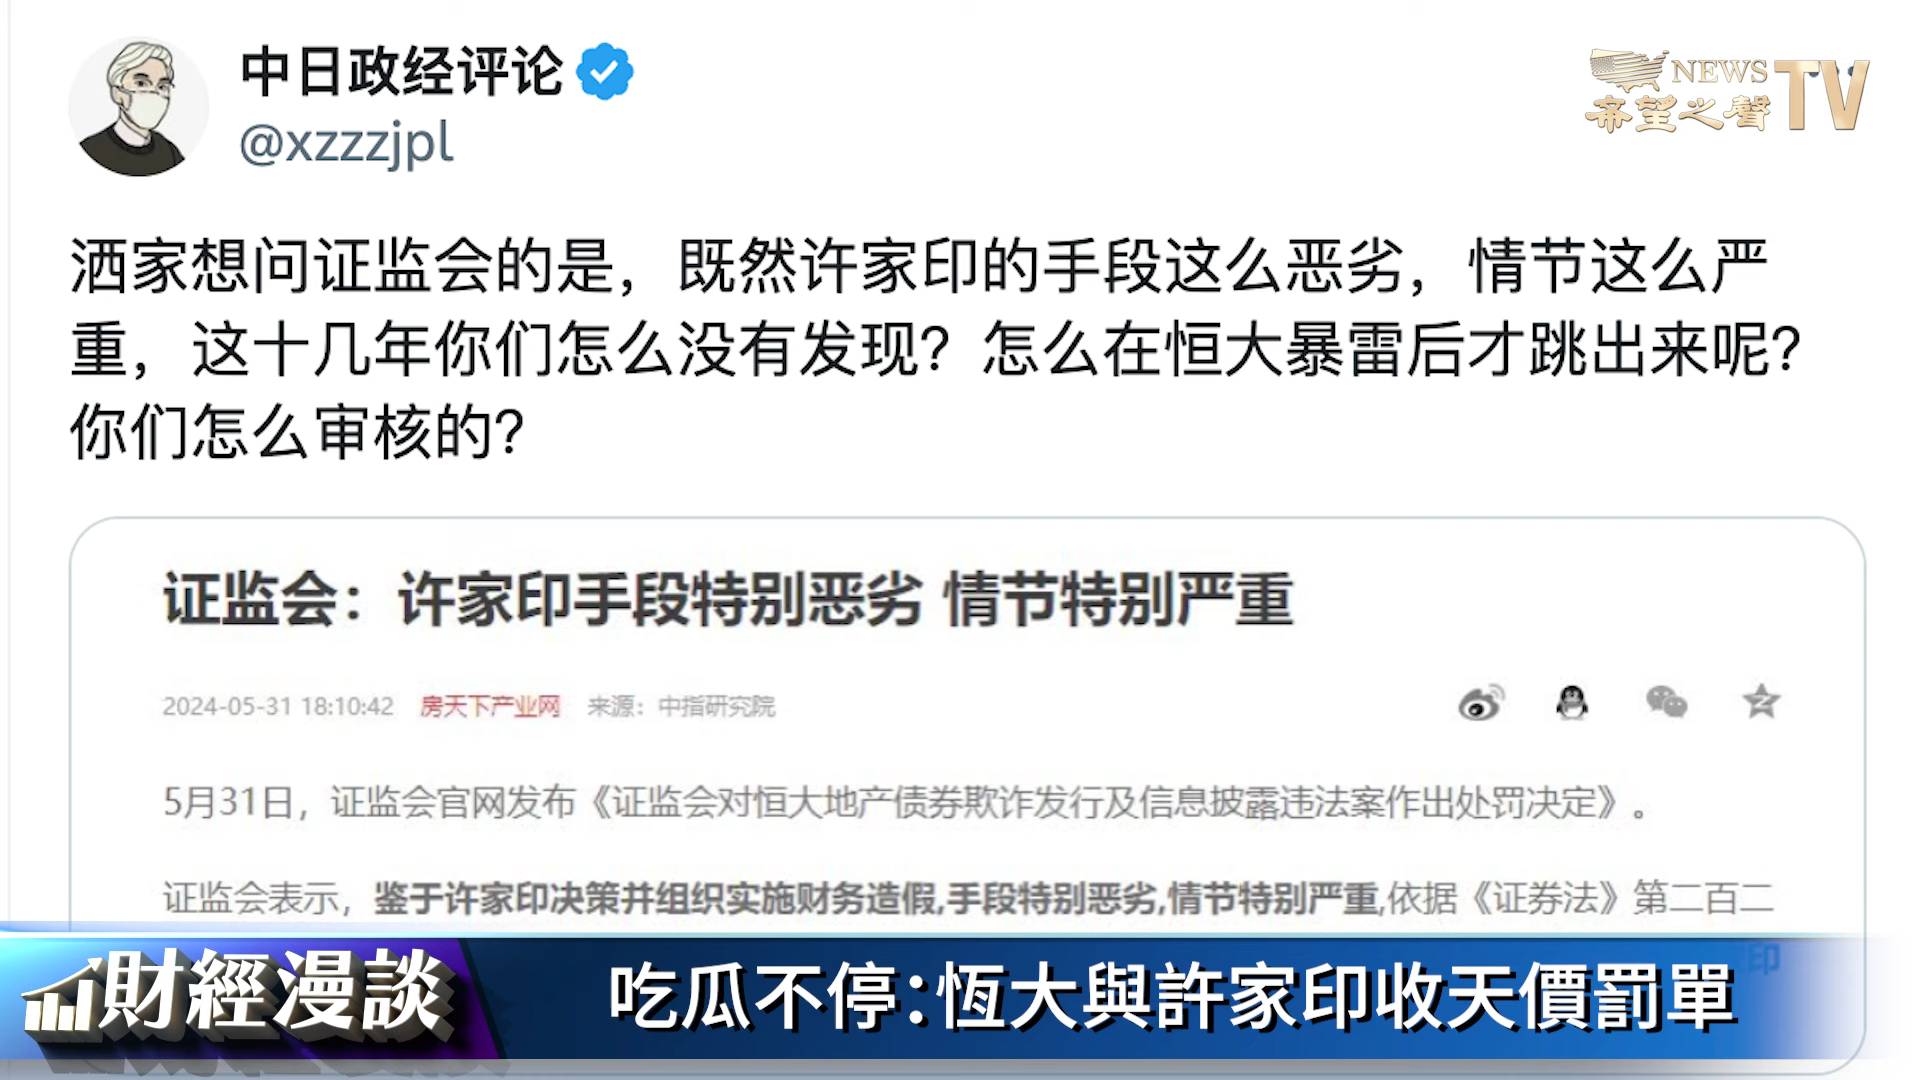 中日政经评论
@xzzzjpl
NEWS
希望之聲TV
洒家想问证监会的是，既然许家印的手段这么恶劣，情节这么严
重，这十几年你们怎么没有发现？怎么在恒大暴雷后才跳出来呢？
你们怎么审核的？
证监会：许家印手段特别恶劣 情节特别严重
2024-05-31 18:10:42 房天下产业网 来源：中指研究院
5月31日，证监会官网发布《证监会对恒大地产债券欺诈发行及信息披露违法案作出处罚决定》。
证监会表示，鉴于许家印决策并组织实施财务造假,手段特别恶劣,情节特别严重,依据《证券法》第二百二
財經漫談
吃瓜不停：恆大與許家印收天價罰單